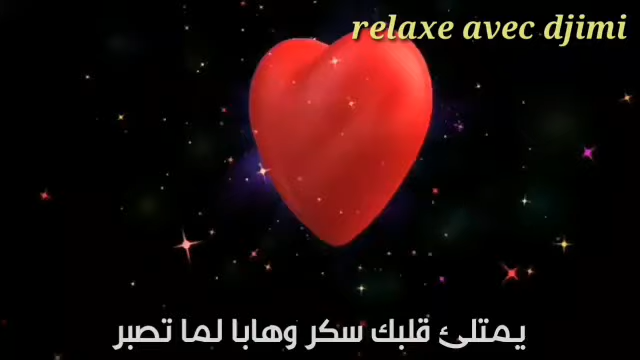 relaxe avec djimi
يمتلئ قلبك سكر وهابا لما تصبر